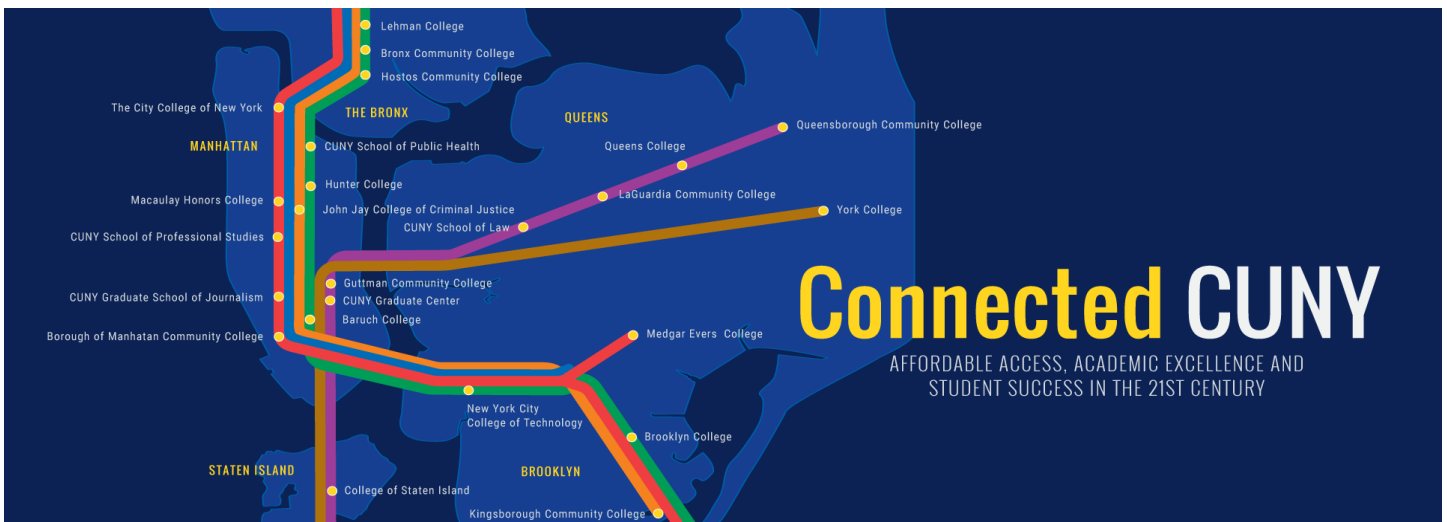 Lehman College
Bronx Community College
Hostos Community College
The City College of New York
THE BRONX
QUEENS
Queensborough Community College
MANHATTAN
CUNY School of Public Health
Queens College
Hunter College
LaGuardia Community College
Macaulay Honors College
John Jay College of Criminal Justice
York College
CUNY School of Law
CUNY School of Professional Studies
Guttman Community College
CUNY Graduate School of Journalism
CUNY Graduate Center
Baruch College
Borough of Manhatan Community College
Medgar Evers College
Connected CUNY
AFFORDABLE ACCESS, ACADEMIC EXCELLENCE AND
STUDENT SUCCESS IN THE 21ST CENTURY
New York City
College of Technology
Brooklyn College
STATEN ISLAND
BROOKLYN
College of Staten Island
Kingsborough Community College